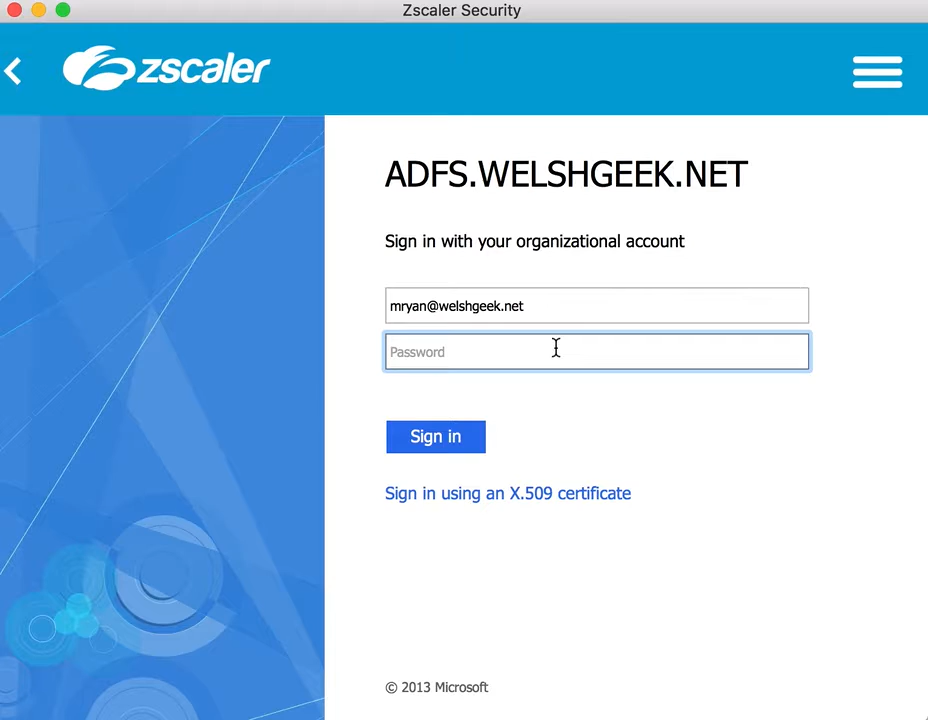 Zscaler Security
zscaler
ADFS.WELSHGEEK.NET
Sign in with your organizational account
mryan@welshgeek.net
Password
Sign in
Sign in using an X.509 certificate
© 2013 Microsoft